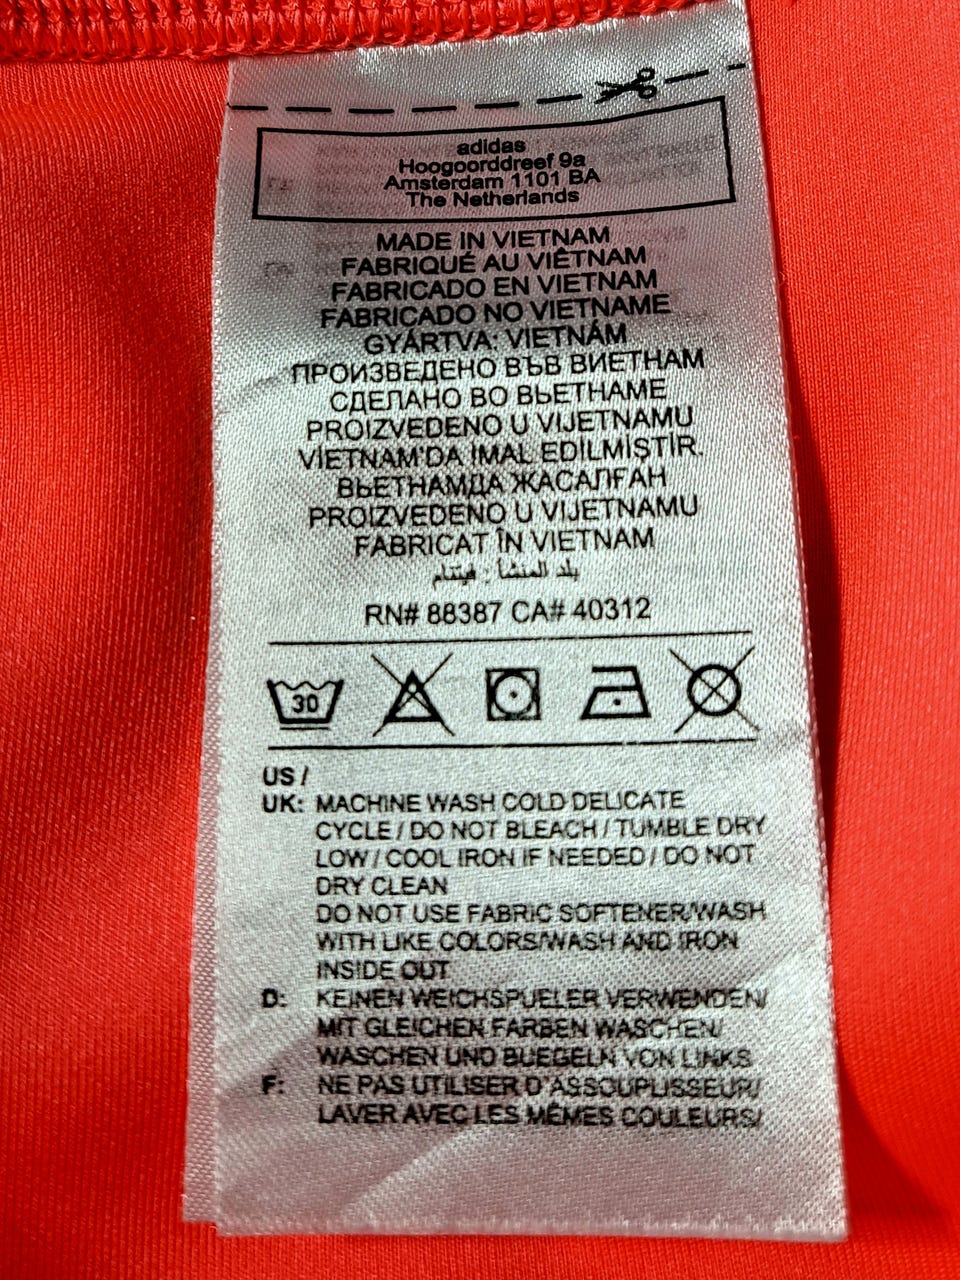 adidas
Hoogoorddreef 9a
Amsterdam 1101 BA
The Netherlands
MADE IN VIETNAM
FABRIQUÉ AU VIÊTNAM
FABRICADO EN VIETNAM
FABRICADO NO VIETNAME
GYÁRTVA: VIETNÁM
ПРОИЗВЕДЕНО ВЪВ ВИЕТНАМ
СДЕЛАНО ВО ВЬЕТНАМЕ
PROIZVEDENO U VIJETNAMU
VİETNAM'DA İMAL EDİLMİŞTİR.
ВЬЕТНАМДА ЖАСАЛҒАН
PROIZVEDENO U VIJETNAMU
FABRICAT ÎN VIETNAM
بلد المنشأ : فيتنام
RN# 88387 CA# 40312
30
US /
UK: MACHINE WASH COLD DELICATE
CYCLE / DO NOT BLEACH / TUMBLE DRY
LOW / COOL IRON IF NEEDED / DO NOT
DRY CLEAN
DO NOT USE FABRIC SOFTENER/WASH
WITH LIKE COLORS/WASH AND IRON
INSIDE OUT
D: KEINEN WEICHSPUELER VERWENDEN/
MIT GLEICHEN FARBEN WASCHEN/
WASCHEN UND BUEGELN VON LINKS
F: NE PAS UTILISER D'ASSOUPLISSEUR/
LAVER AVEC LES MÊMES COULEURS/